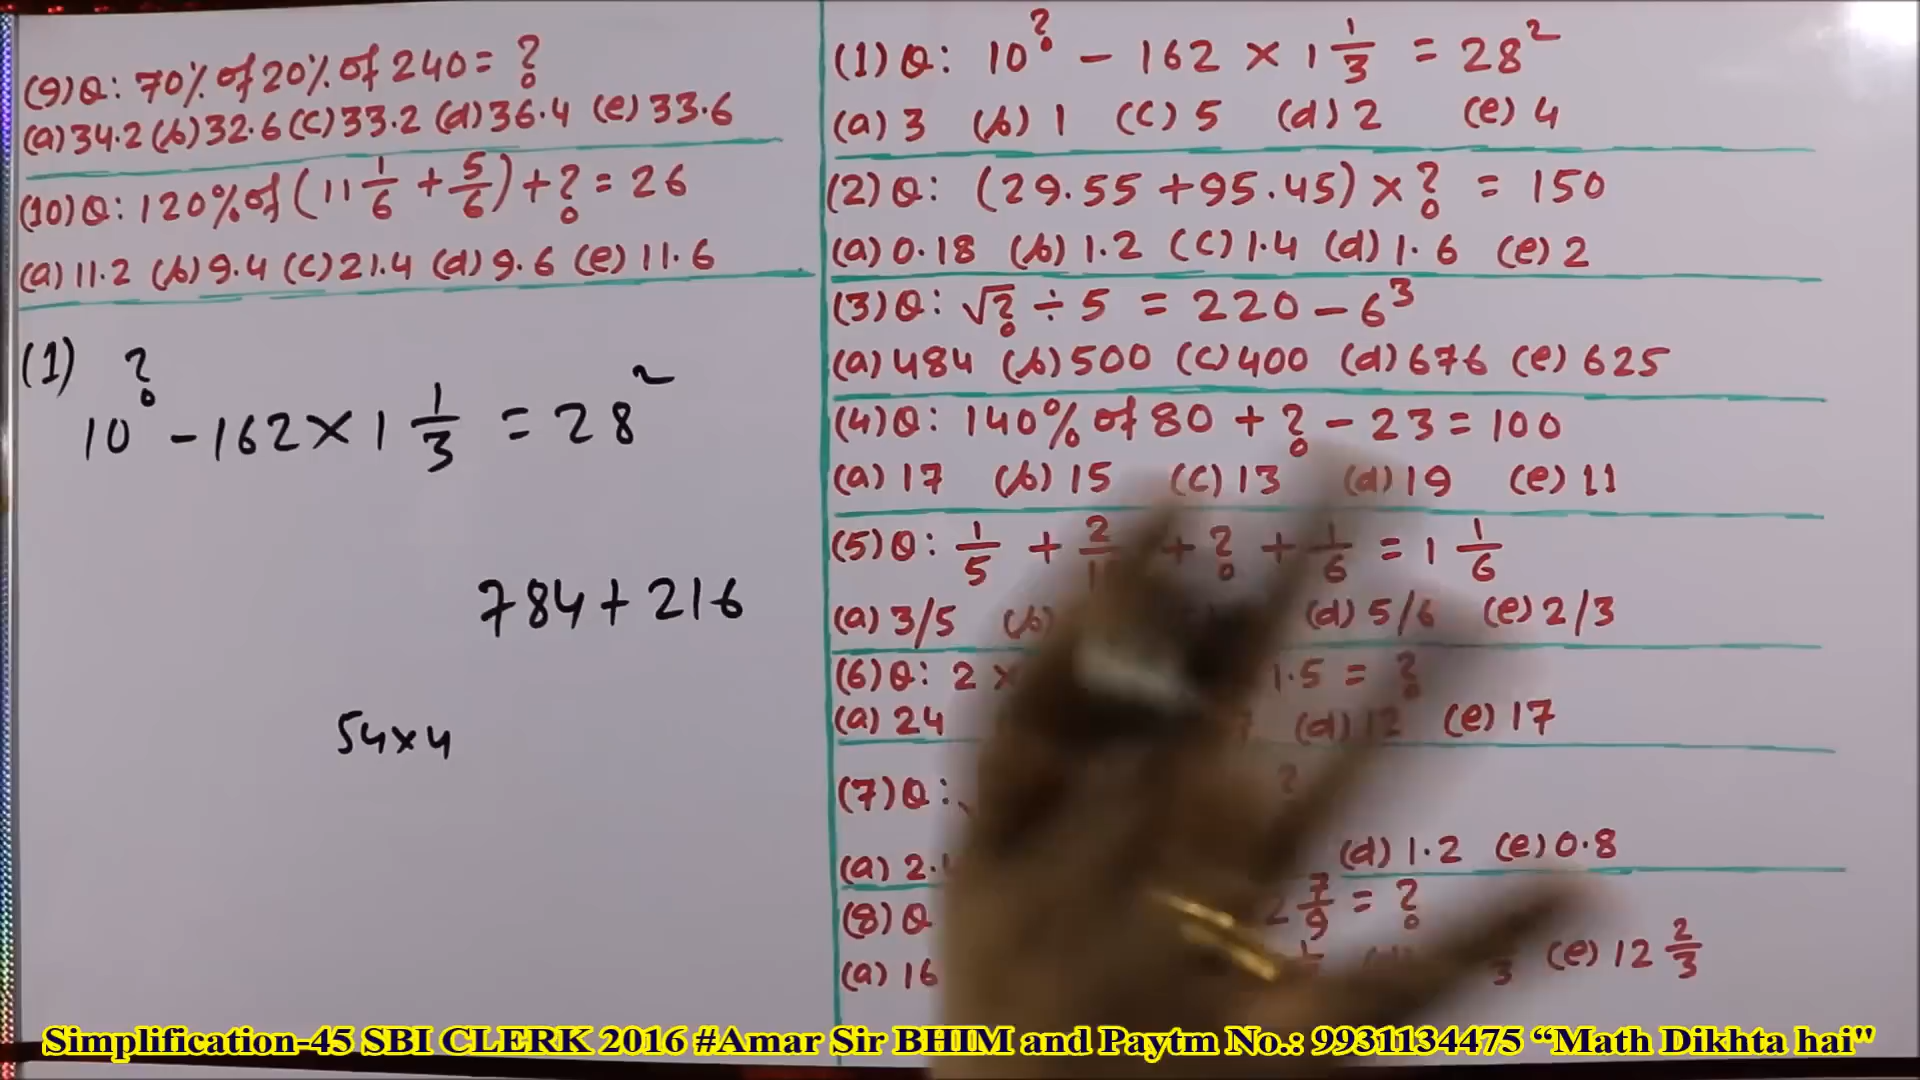 (9)Q: 70% of 20% of 240 = ?
(a) 34.2 (b) 32.6 (c) 33.2 (d) 36.4 (e) 33.6
(10)Q: 120% of (11 1/6 + 5/6) + ? = 26
(a) 11.2 (b) 9.4 (c) 21.4 (d) 9.6 (e) 11.6
(1)
10^? - 162 × 1 1/3 = 28²
784 + 216
54×4
(1)Q: 10^? - 162 × 1 1/3 = 28²
(a) 3 (b) 1 (c) 5 (d) 2 (e) 4
(2)Q: (29.55 + 95.45) × ? = 150
(a) 0.18 (b) 1.2 (c) 1.4 (d) 1.6 (e) 2
(3)Q: √? ÷ 5 = 220 - 6³
(a) 484 (b) 500 (c) 400 (d) 676 (e) 625
(4)Q: 140% of 80 + ? - 23 = 100
(a) 17 (b) 15 (c) 13 (d) 19 (e) 11
(5)Q: 1/5 + 2/ + ? + 1/6 = 1 1/6
(a) 3/5 (b) (d) 5/6 (e) 2/3
(6)Q: 2 × 1.5 = ?
(a) 24 (d) 12 (e) 17
(7)Q: ?
(a) 2. (d) 1.2 (e) 0.8
(8)Q 2 7/9 = ?
(a) 16 (e) 12 2/3
Simplification-45 SBI CLERK 2016 #Amar Sir BHIM and Paytm No.: 9931134475 “Math Dikhta hai"